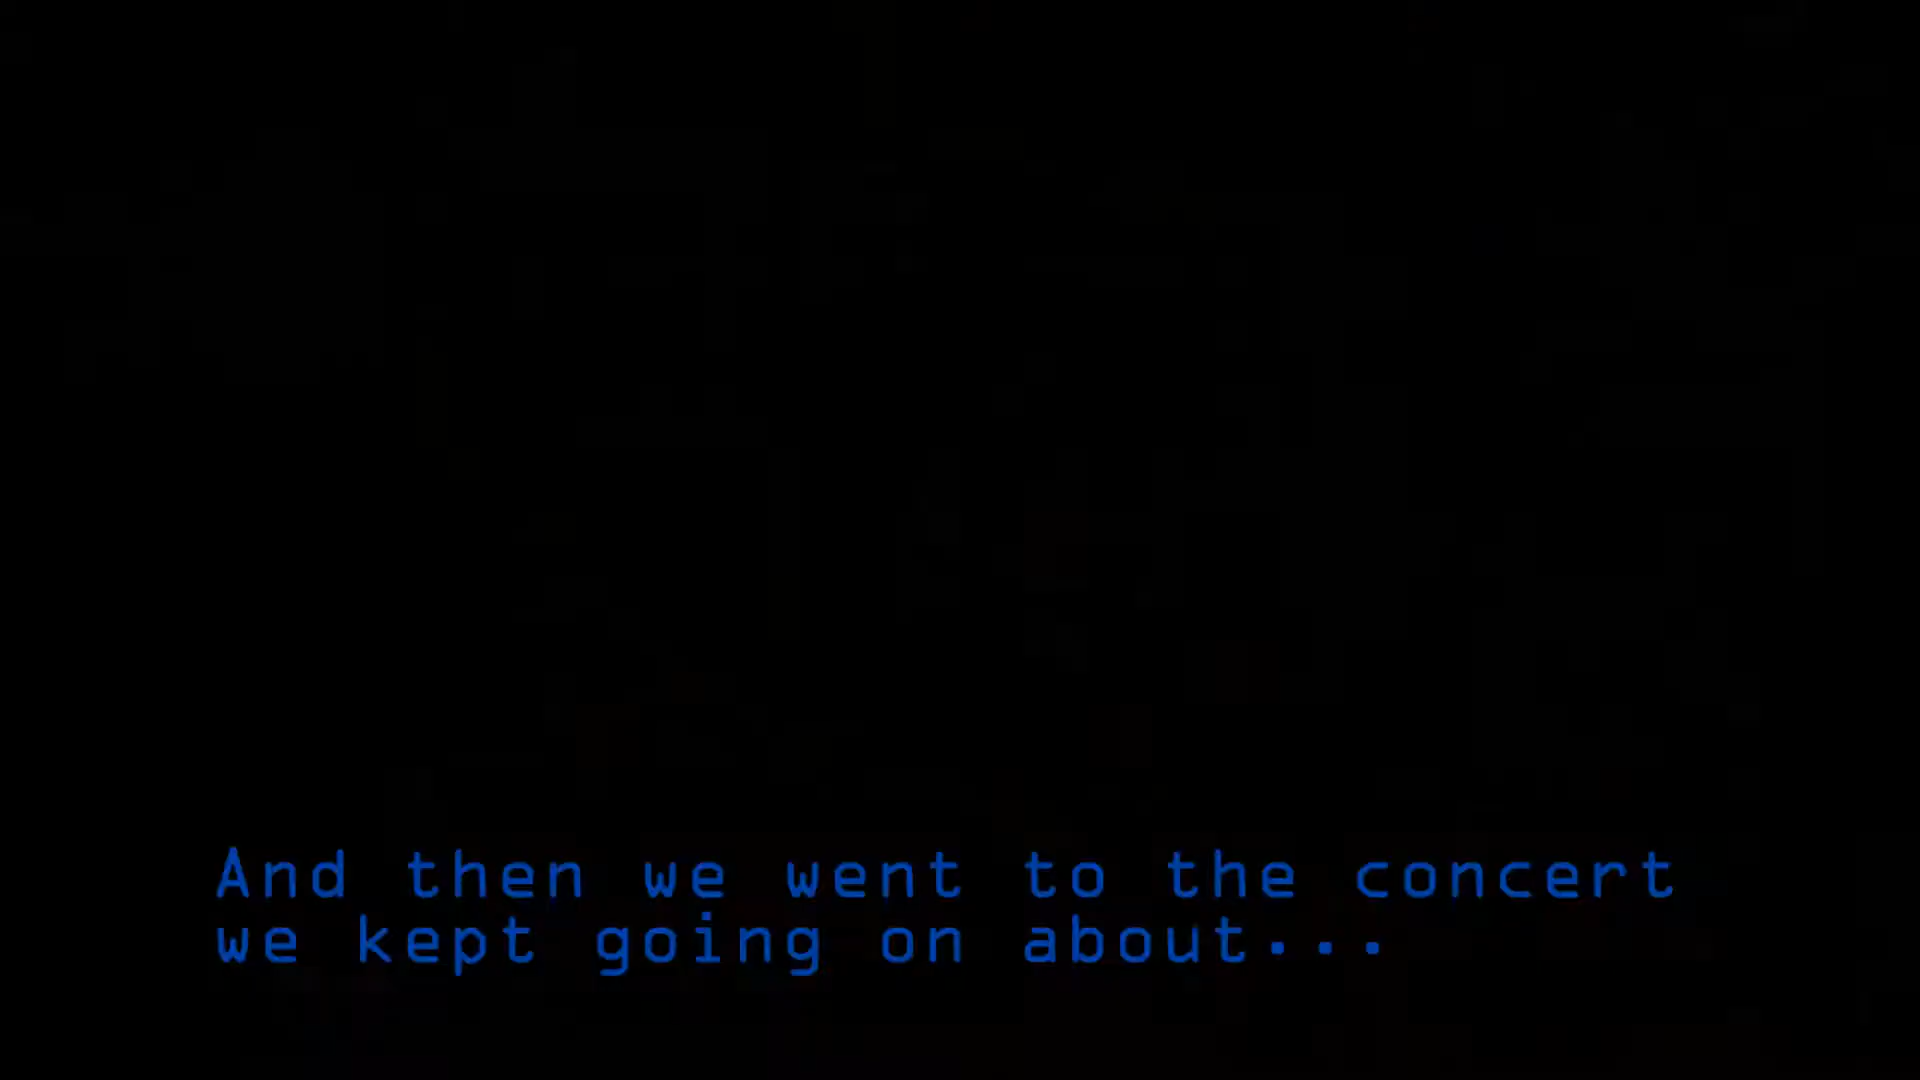 And then we went to the concert
we kept going on about...